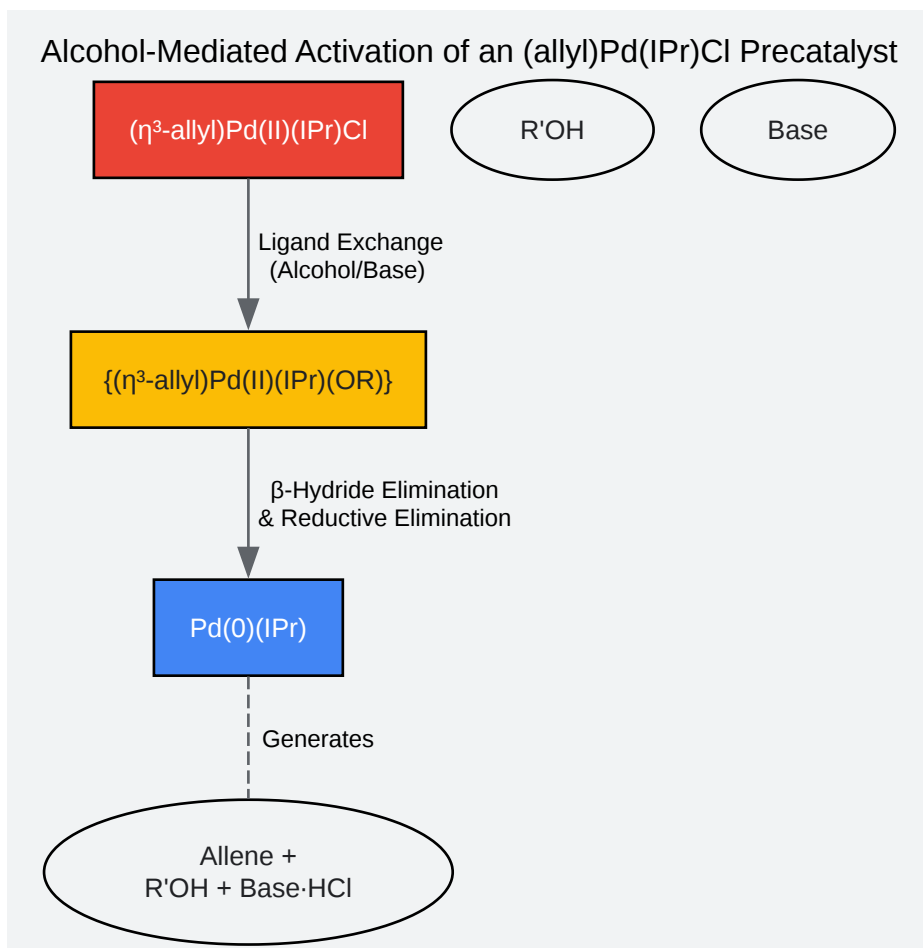 Alcohol-Mediated Activation of an (allyl)Pd(IPr)Cl Precatalyst
(η³-allyl)Pd(II)(IPr)Cl
R'OH
Base
Ligand Exchange
(Alcohol/Base)
{(η³-allyl)Pd(II)(IPr)(OR)}
β-Hydride Elimination
& Reductive Elimination
Pd(0)(IPr)
Generates
Allene +
R'OH + Base·HCl